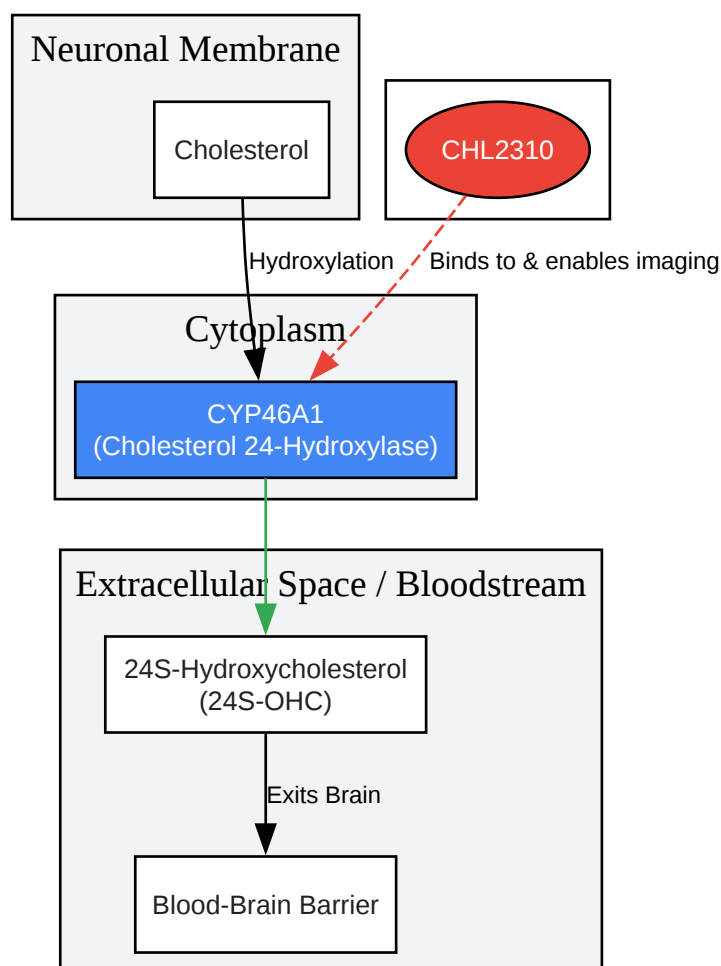 Neuronal Membrane
Cholesterol
CHL2310
Hydroxylation
Binds to & enables imaging
Cytoplasm
CYP46A1
(Cholesterol 24-Hydroxylase)
Extracellular Space / Bloodstream
24S-Hydroxycholesterol
(24S-OHC)
Exits Brain
Blood-Brain Barrier